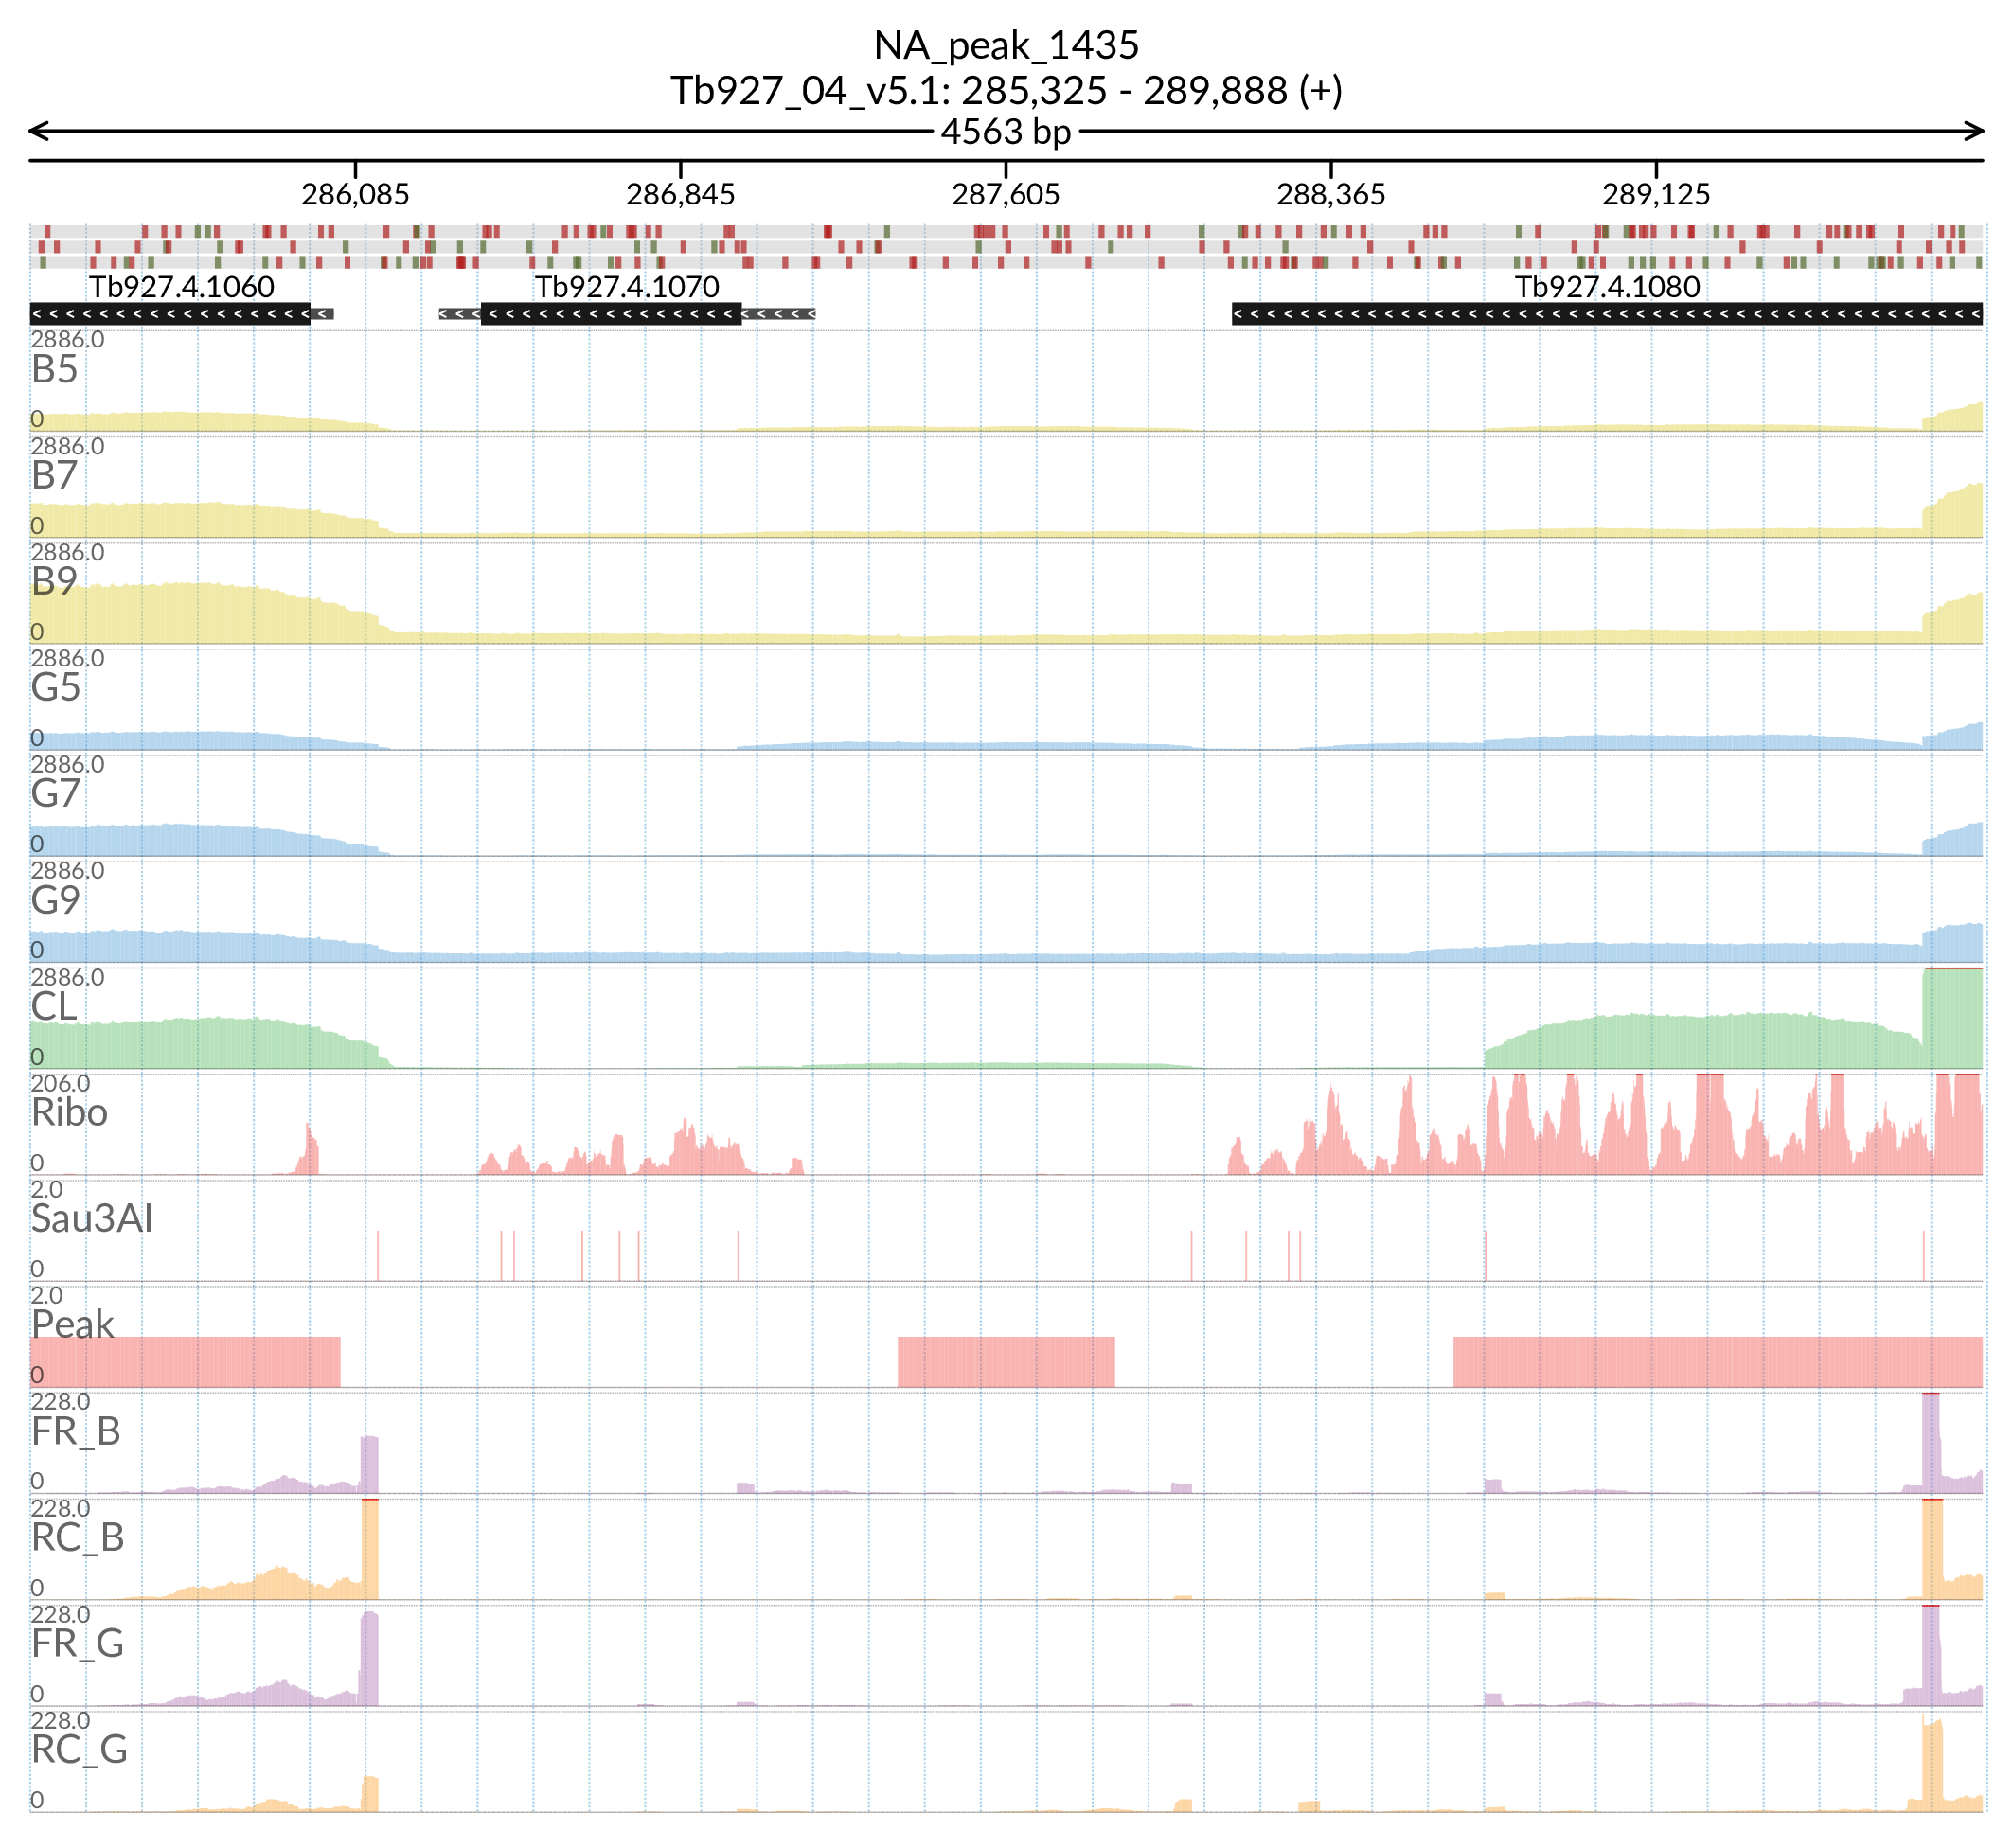 NA_peak_1435
Tb927_04_v5.1: 285,325 - 289,888 (+)
4563 bp
286,085 286,845 287,605 288,365 289,125
Tb927.4.1060 Tb927.4.1070 Tb927.4.1080
2886.0
B5
0
2886.0
B7
0
2886.0
B9
0
2886.0
G5
0
2886.0
G7
0
2886.0
G9
0
2886.0
CL
0
206.0
Ribo
0
2.0
Sau3AI
0
2.0
Peak
0
228.0
FR_B
0
228.0
RC_B
0
228.0
FR_G
0
228.0
RC_G
0